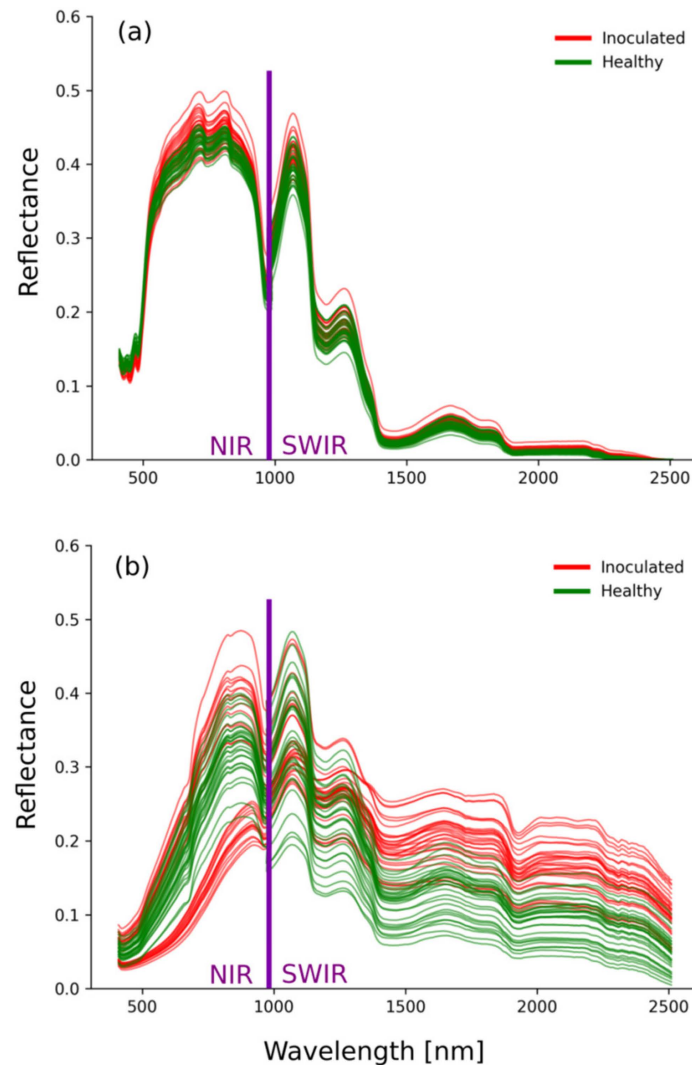 0.6
(a)
Inoculated
Healthy
0.5
0.4
0.3
0.2
0.1
0.0
Reflectance
NIR SWIR
500 1000 1500 2000 2500
0.6
(b)
Inoculated
Healthy
0.5
0.4
0.3
0.2
0.1
0.0
Reflectance
NIR SWIR
500 1000 1500 2000 2500
Wavelength [nm]